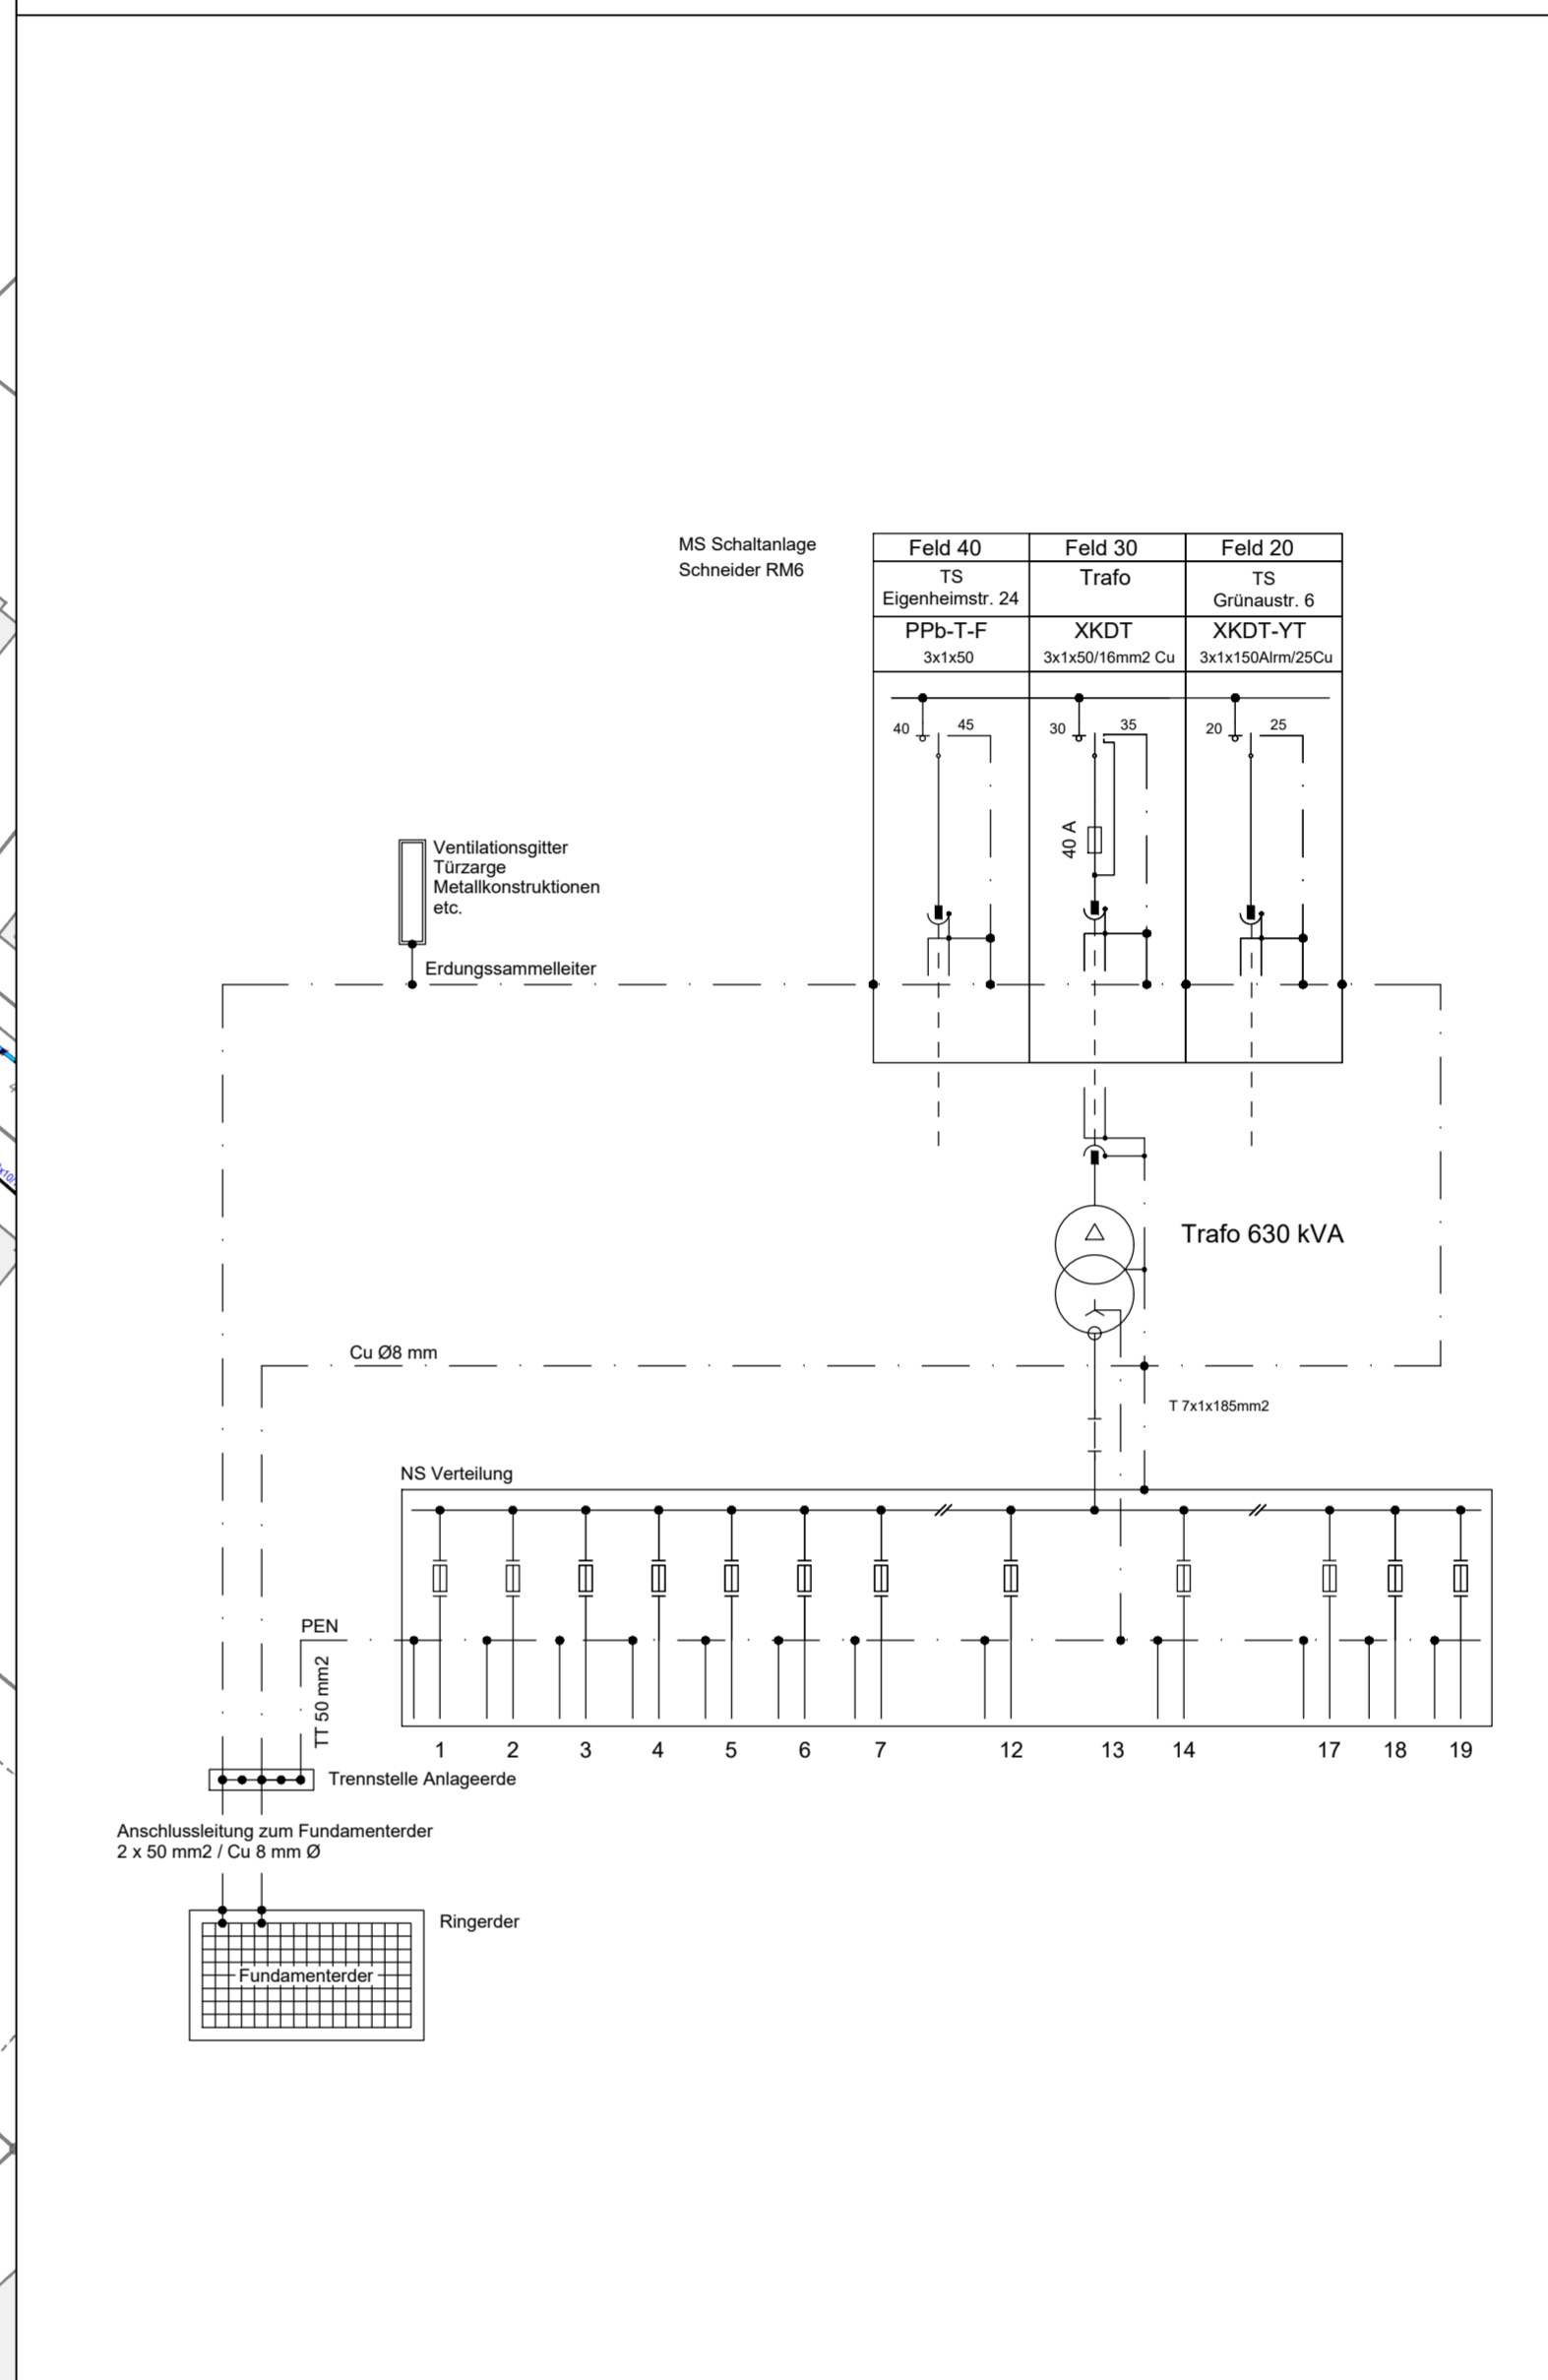 MS Schaltanlage
Schneider RM6
Feld 40
Feld 30
Feld 20
TS
Eigenheimstr. 24
Trafo
TS
Grünaustr. 6
PPb-T-F
3x1x50
XKDT
3x1x50/16mm2 Cu
XKDT-YT
3x1x150Alrm/25Cu
40
45
30
35
20
25
40 A
Ventilationsgitter
Türzarge
Metallkonstruktionen
etc.
Erdungssammelleiter
Trafo 630 kVA
Cu Ø8 mm
T 7x1x185mm2
NS Verteilung
PEN
TT 50 mm2
1
2
3
4
5
6
7
12
13
14
17
18
19
Trennstelle Anlageerde
Anschlussleitung zum Fundamenterder
2 x 50 mm2 / Cu 8 mm Ø
Ringerder
Fundamenterder